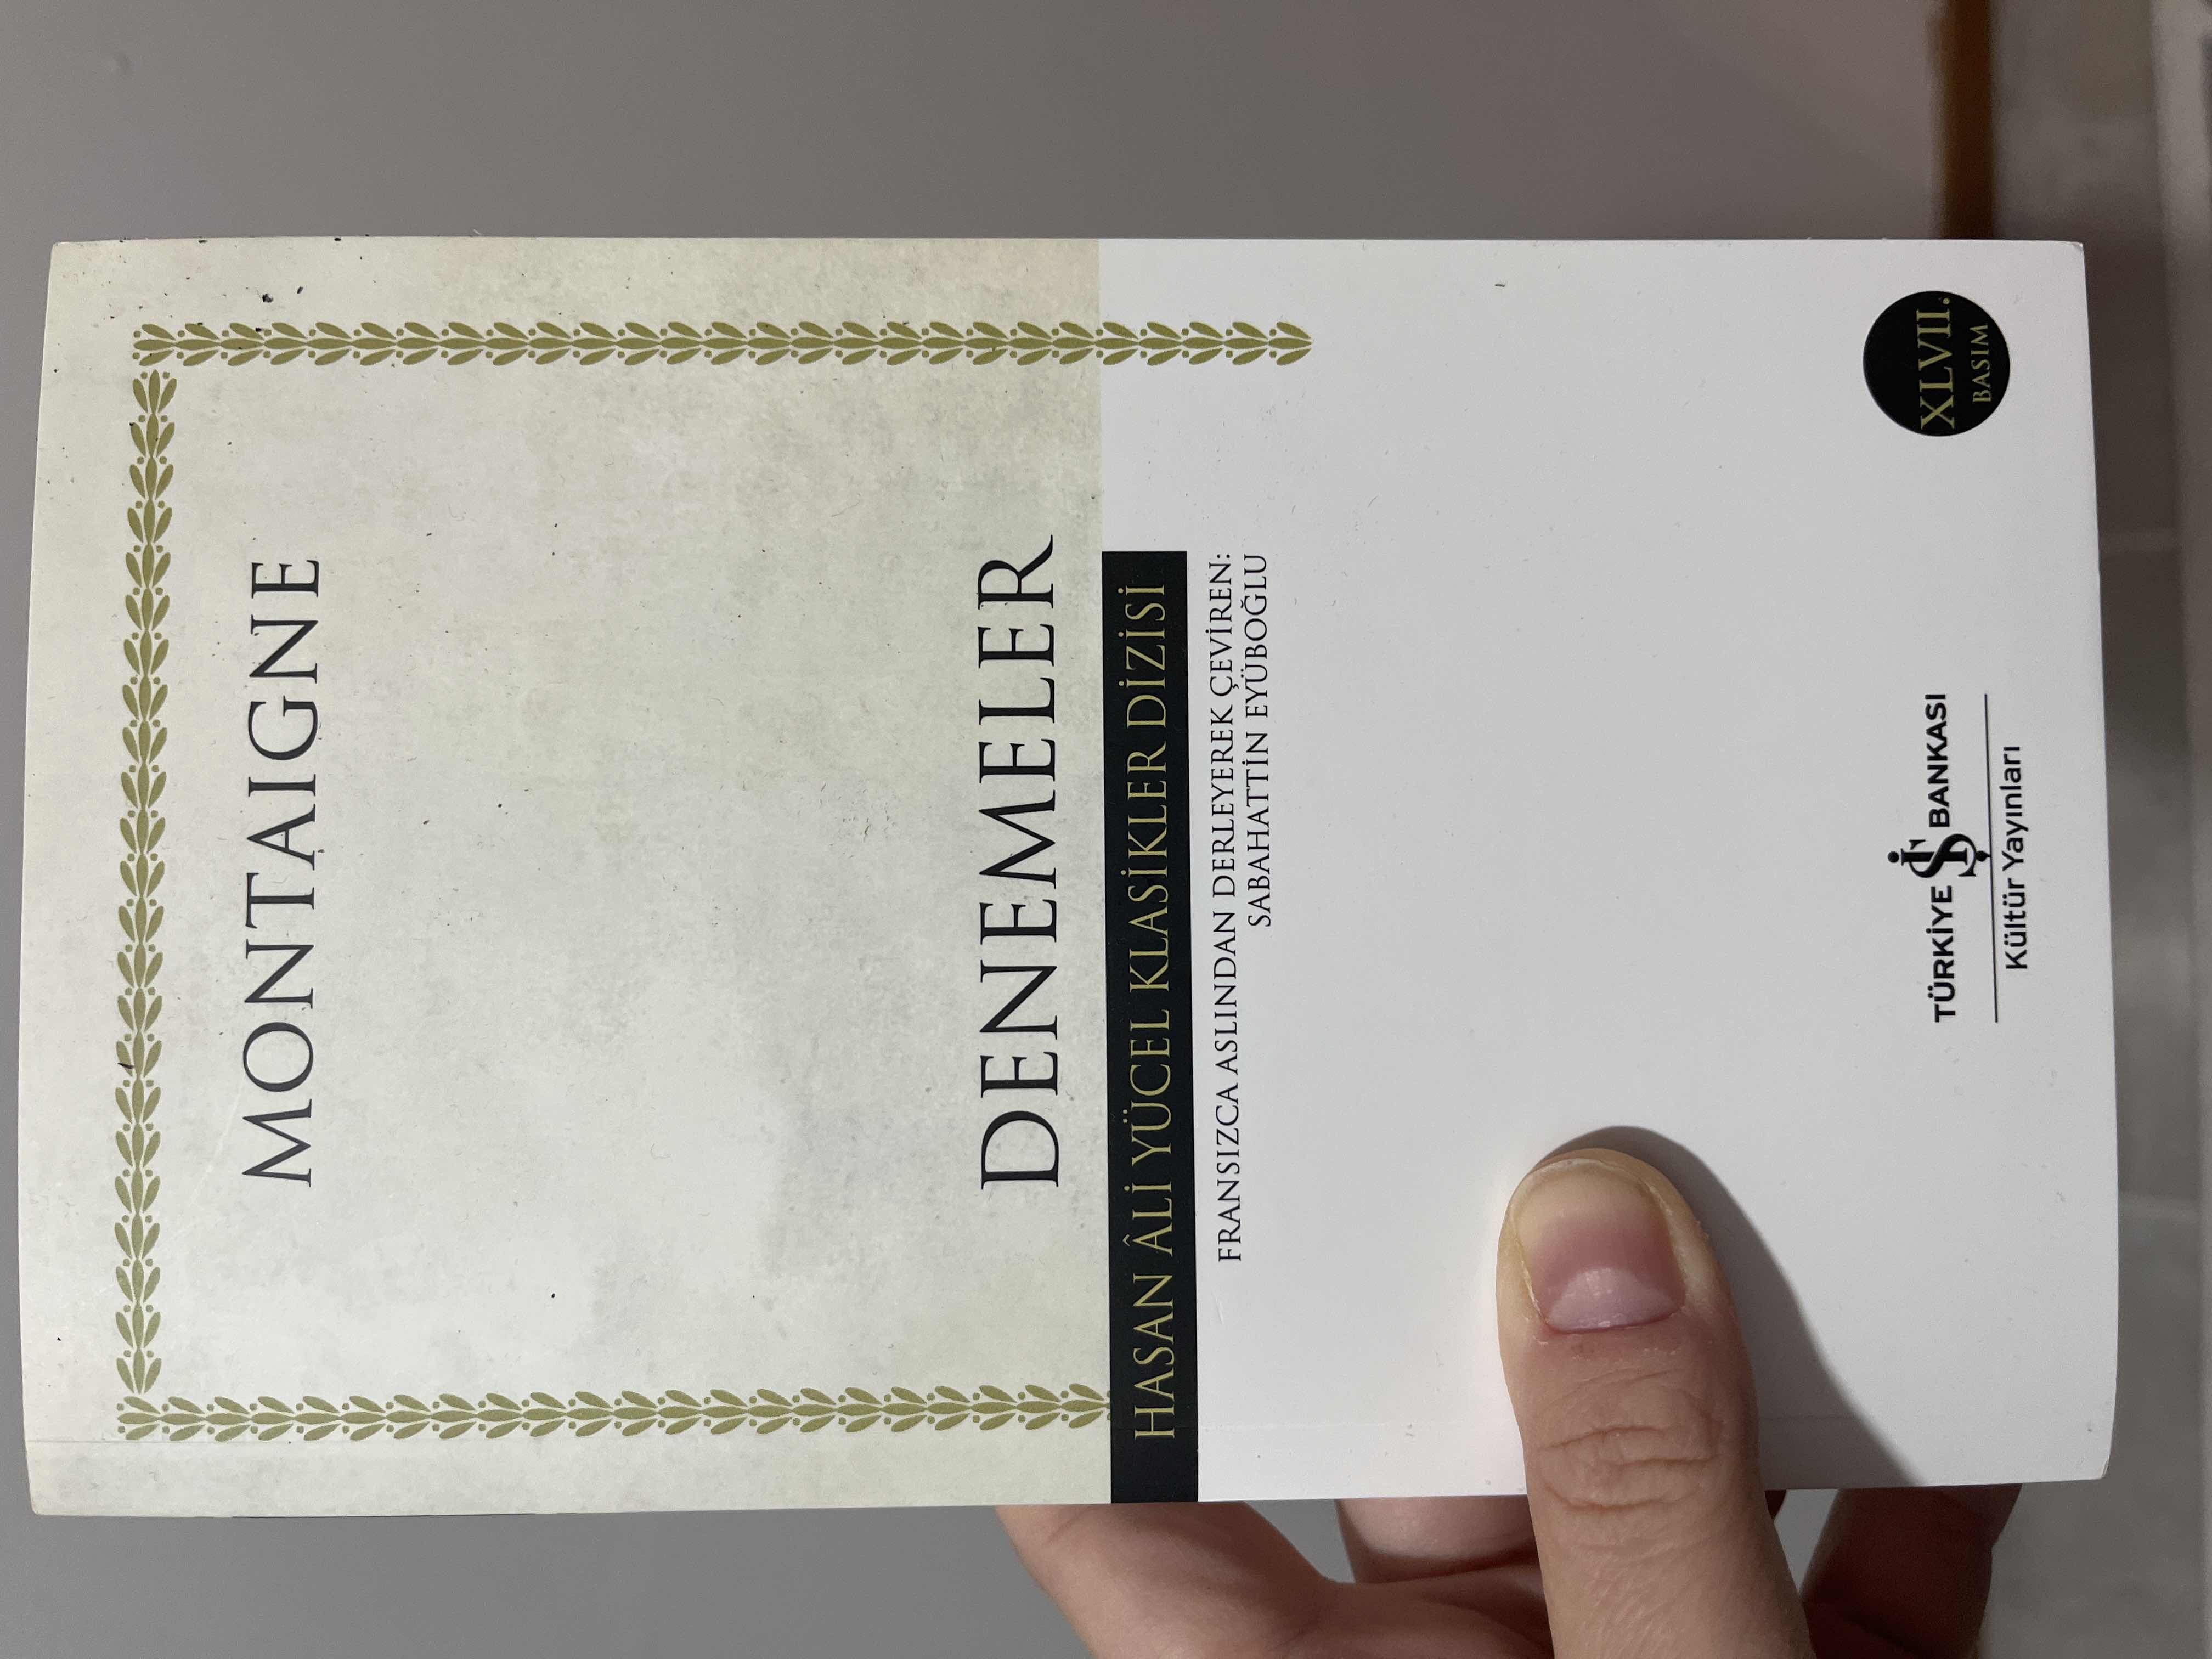 MONTAIGNE
DENEMELER
HASAN ÂLİ YÜCEL KLASİKLER DİZİSİ
FRANSIZCA ASLINDAN DERLEYEREK ÇEVİREN:
SABAHATTİN EYÜBOĞLU
TÜRKİYE İŞ BANKASI
Kültür Yayınları
XLVII.
BASIM